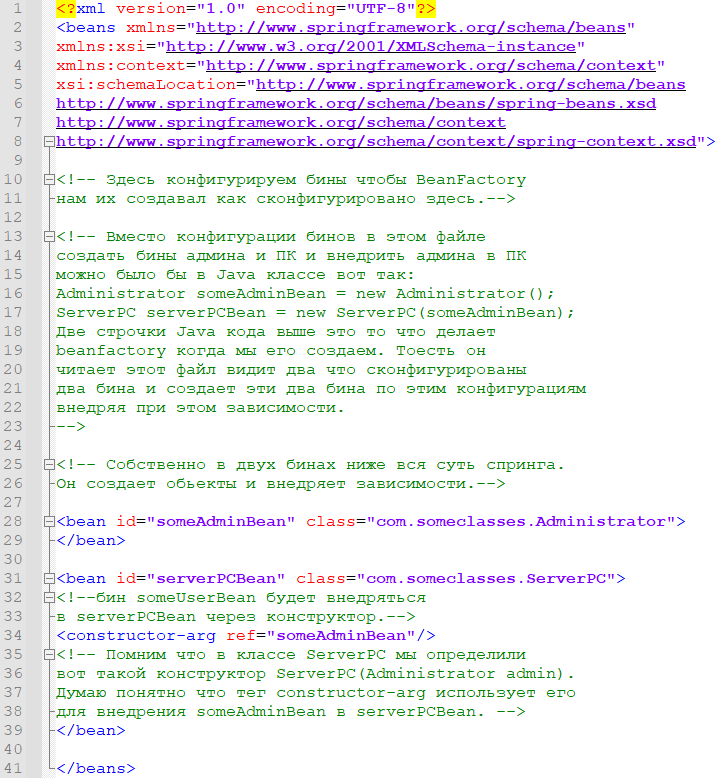 1 <?xml version="1.0" encoding="UTF-8"?>
2 <beans xmlns="http://www.springframework.org/schema/beans"
3 xmlns:xsi="http://www.w3.org/2001/XMLSchema-instance"
4 xmlns:context="http://www.springframework.org/schema/context"
5 xsi:schemaLocation="http://www.springframework.org/schema/beans
6 http://www.springframework.org/schema/beans/spring-beans.xsd
7 http://www.springframework.org/schema/context
8 http://www.springframework.org/schema/context/spring-context.xsd">
9
10 <!-- Здесь конфигурируем бины чтобы BeanFactory
11 нам их создавал как сконфигурировано здесь.-->
12
13 <!-- Вместо конфигурации бинов в этом файле
14 создать бины админа и ПК и внедрить админа в ПК
15 можно было бы в Java классе вот так:
16 Administrator someAdminBean = new Administrator();
17 ServerPC serverPCBean = new ServerPC(someAdminBean);
18 Две строчки Java кода выше это то что делает
19 beanfactory когда мы его создаем. Тоесть он
20 читает этот файл видит два что сконфигурированы
21 два бина и создает эти два бина по этим конфигурациям
22 внедряя при этом зависимости.
23 -->
24
25 <!-- Собственно в двух бинах ниже вся суть спринга.
26 Он создает обьекты и внедряет зависимости.-->
27
28 <bean id="someAdminBean" class="com.someclasses.Administrator">
29 </bean>
30
31 <bean id="serverPCBean" class="com.someclasses.ServerPC">
32 <!--бин someUserBean будет внедряться
33 в serverPCBean через конструктор.-->
34 <constructor-arg ref="someAdminBean"/>
35 <!-- Помним что в классе ServerPC мы определили
36 вот такой конструктор ServerPC(Administrator admin).
37 Думаю понятно что тег constructor-arg использует его
38 для внедрения someAdminBean в serverPCBean. -->
39 </bean>
40
41 </beans>